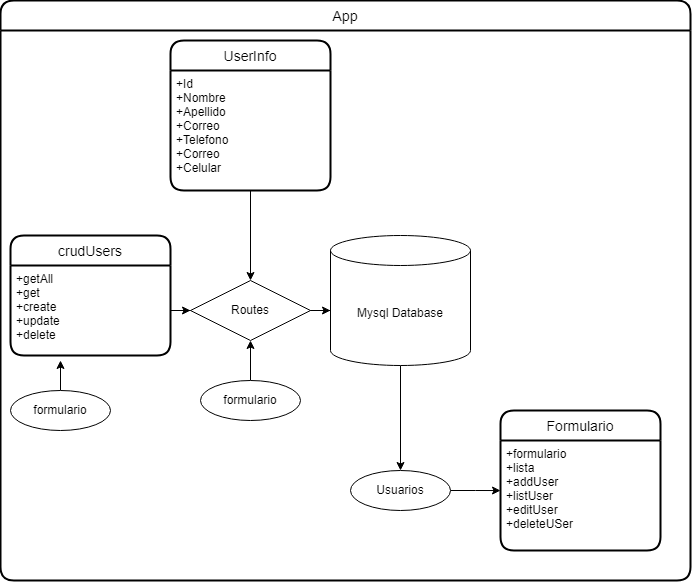 App
UserInfo
+Id
+Nombre
+Apellido
+Correo
+Telefono
+Correo
+Celular
crudUsers
+getAll
+get
+create
+update
+delete
Routes
Mysql Database
formulario
formulario
Formulario
+formulario
+lista
+addUser
+listUser
+editUser
+deleteUSer
Usuarios